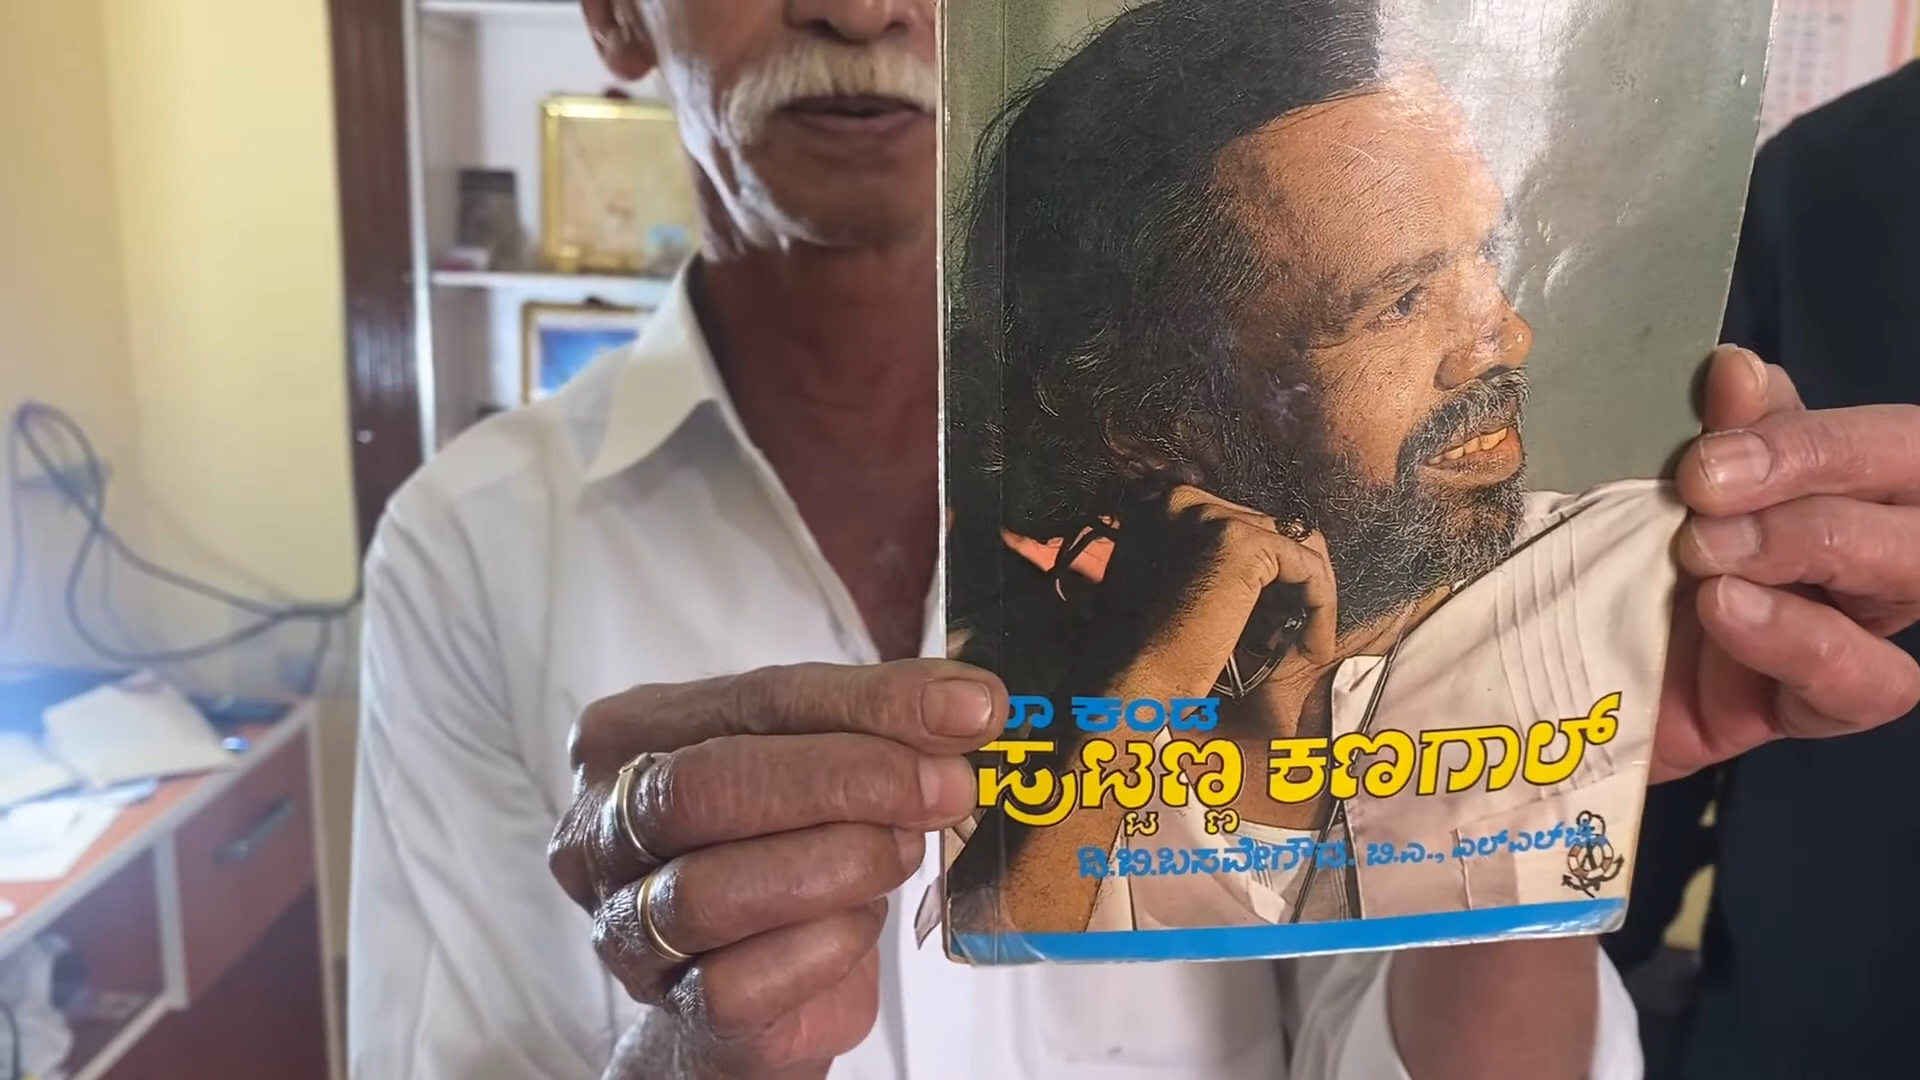 ಕಂಡ
ಪುಟ್ಟಣ್ಣ ಕಣಗಾಲ್
ಡಿ.ಬಿ.ಬಸವೇಗೌಡ. ಬಿ.ಎ., ಎಲ್ಎಲ್‌ಬಿ.